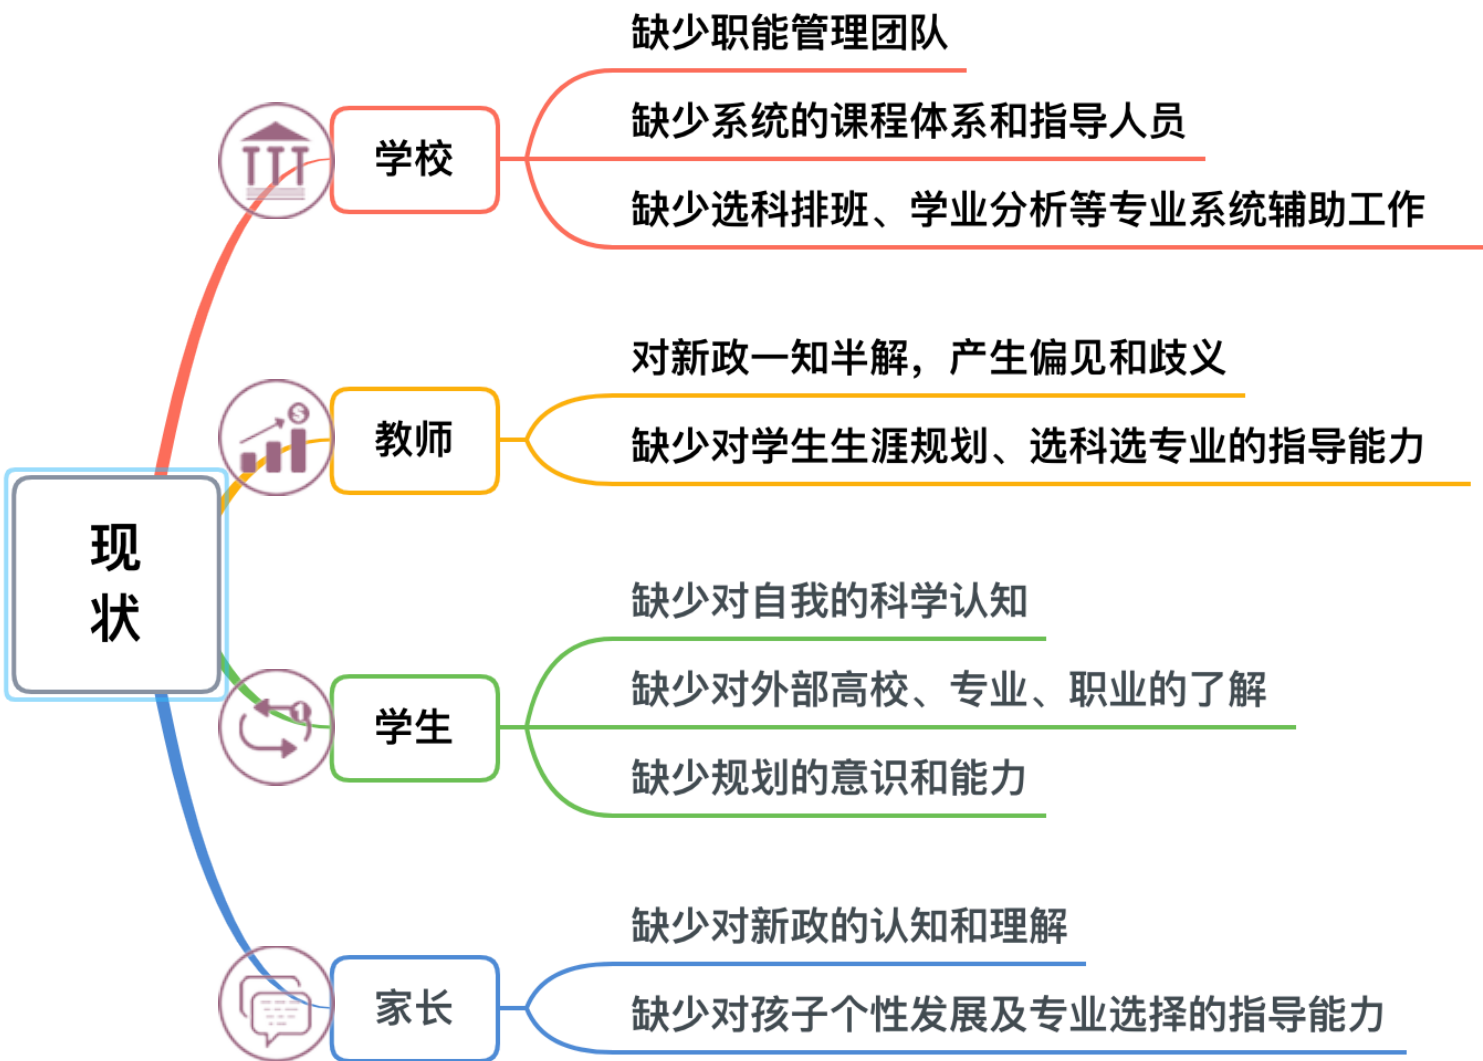 现
状
学校
缺少职能管理团队
缺少系统的课程体系和指导人员
缺少选科排班、学业分析等专业系统辅助工作
教师
对新政一知半解，产生偏见和歧义
缺少对学生生涯规划、选科选专业的指导能力
学生
缺少对自我的科学认知
缺少对外部高校、专业、职业的了解
缺少规划的意识和能力
家长
缺少对新政的认知和理解
缺少对孩子个性发展及专业选择的指导能力